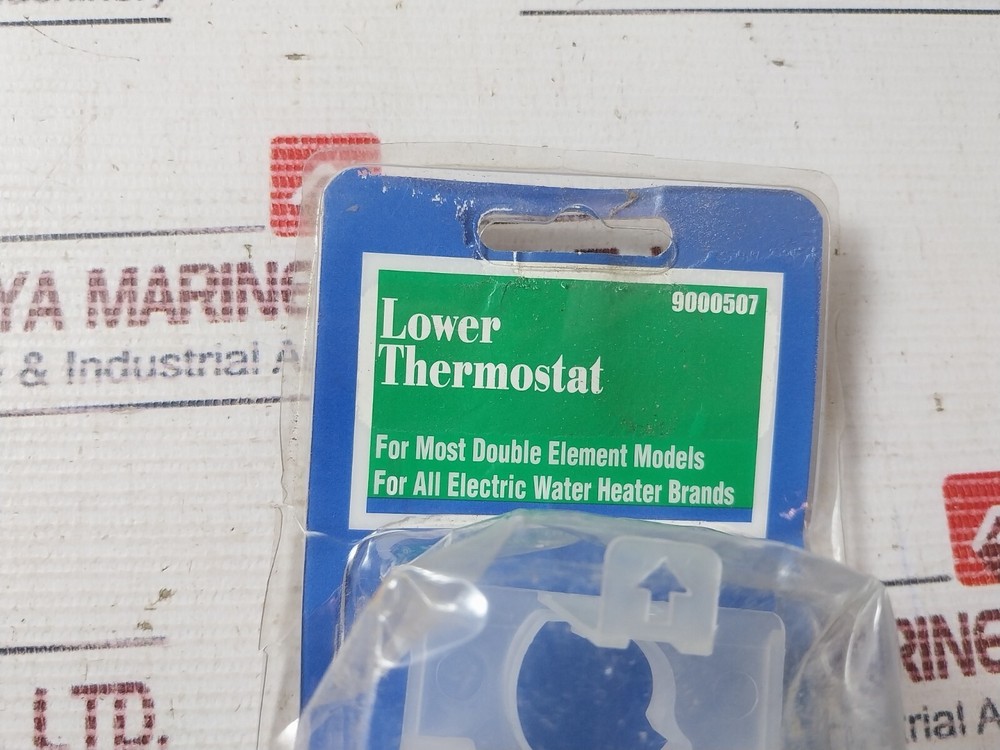 9000507
Lower
Thermostat
For Most Double Element Models
For All Electric Water Heater Brands
YA MARINE
& Industrial A
LTD.
RING
rial A